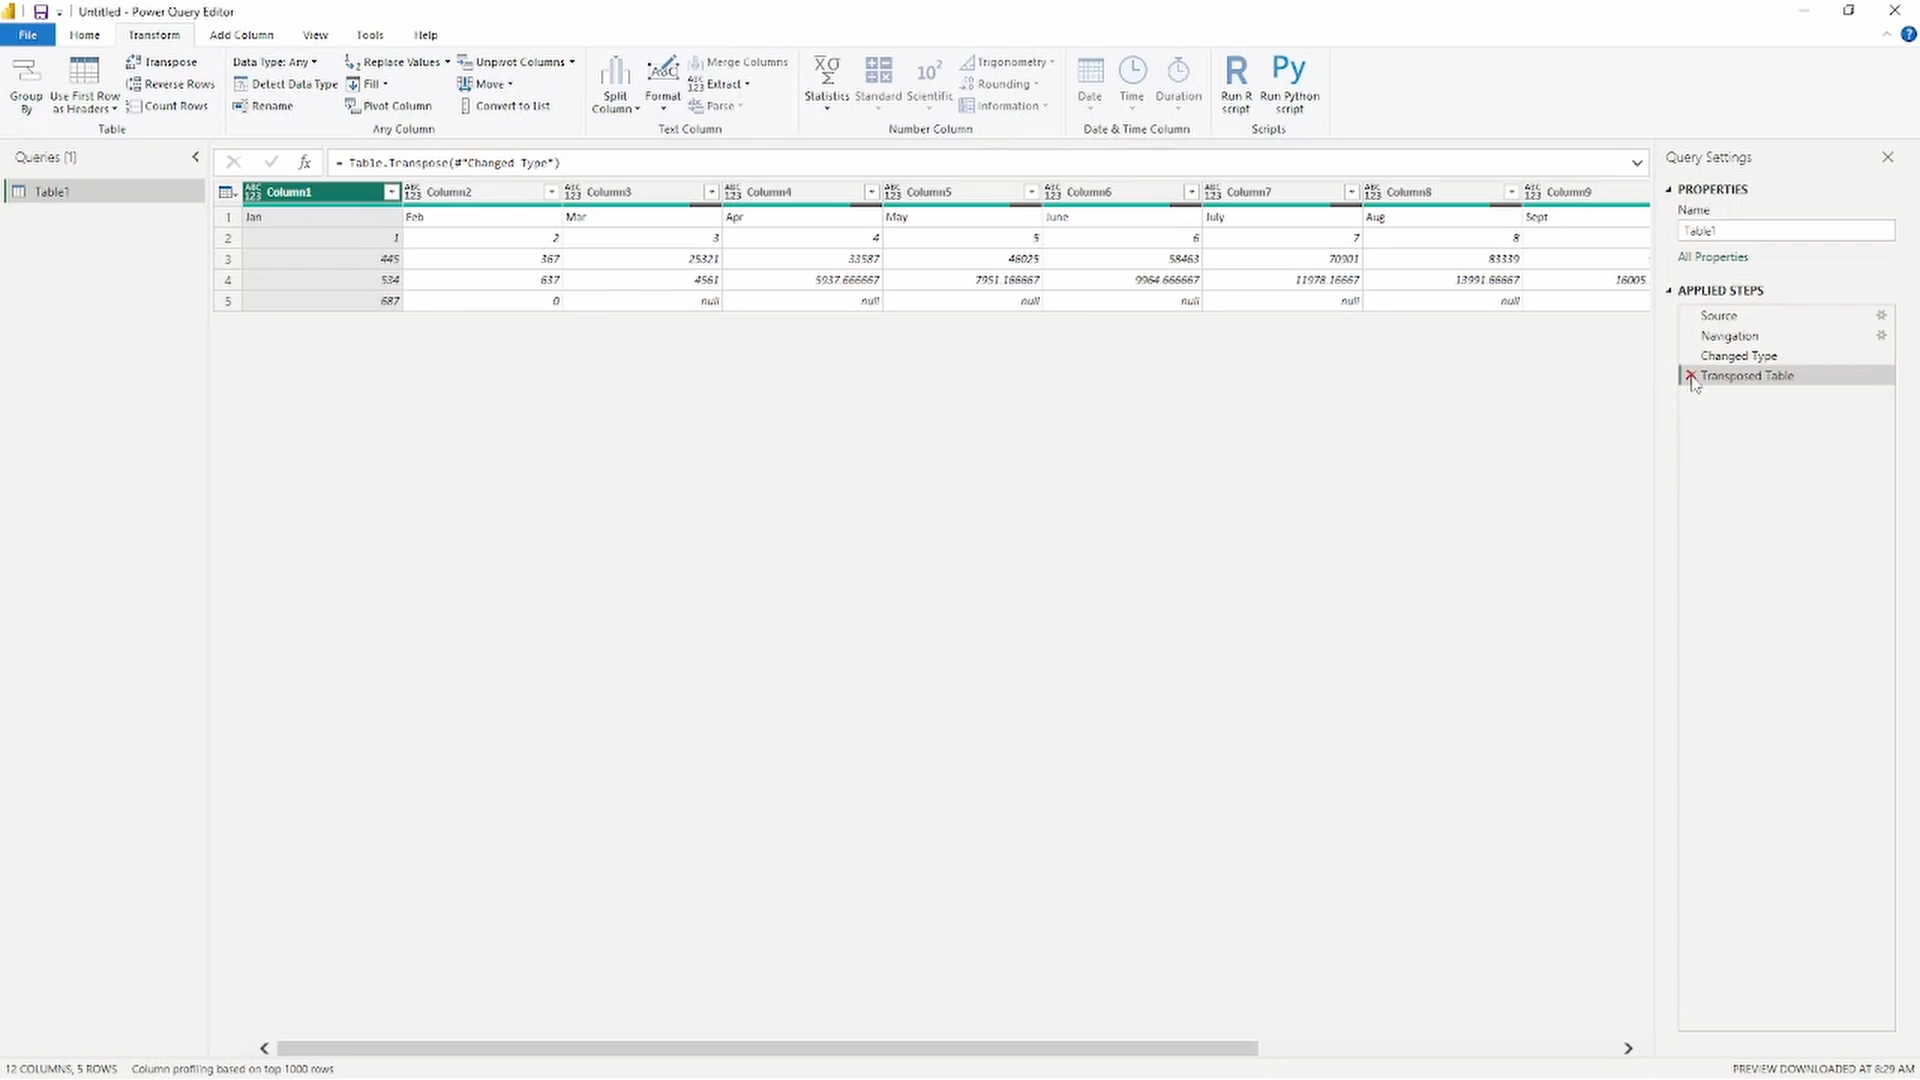 Untitled - Power Query Editor
File Home Transform Add Column View Tools Help
Group By
Use First Row as Headers
Transpose
Reverse Rows
Count Rows
Table
Data Type: Any
Detect Data Type
Rename
Replace Values
Fill
Pivot Column
Unpivot Columns
Move
Convert to List
Any Column
Split Column
Format
Merge Columns
Extract
Parse
Text Column
Statistics
Standard
Scientific
Trigonometry
Rounding
Information
Number Column
Date
Time
Duration
Date & Time Column
Run R script
Run Python script
Scripts
Queries [1]
Table1
= Table.Transpose(#"Changed Type")
Column1 Column2 Column3 Column4 Column5 Column6 Column7 Column8 Column9
1 Jan Feb Mar Apr May June July Aug Sept
2 1 2 3 4 5 6 7 8
3 445 367 25321 33587 46025 58463 70901 83339
4 534 637 4561 5937.666667 7951.166667 9964.666667 11978.16667 13991.66667 16005.
5 687 0 null null null null null null
Query Settings
PROPERTIES
Name
Table1
All Properties
APPLIED STEPS
Source
Navigation
Changed Type
Transposed Table
12 COLUMNS, 5 ROWS Column profiling based on top 1000 rows
PREVIEW DOWNLOADED AT 8:29 AM